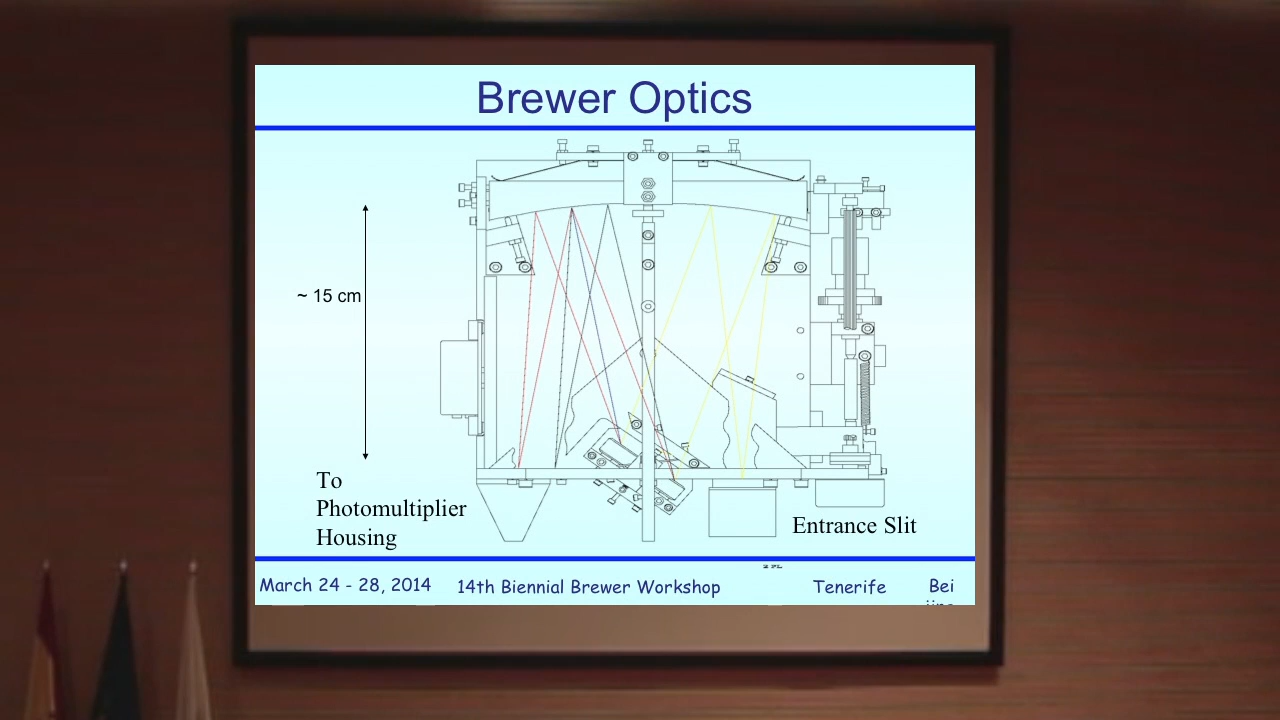 Brewer Optics
~ 15 cm
To
Photomultiplier
Housing
Entrance Slit
March 24 - 28, 2014
14th Biennial Brewer Workshop
Tenerife
Bei